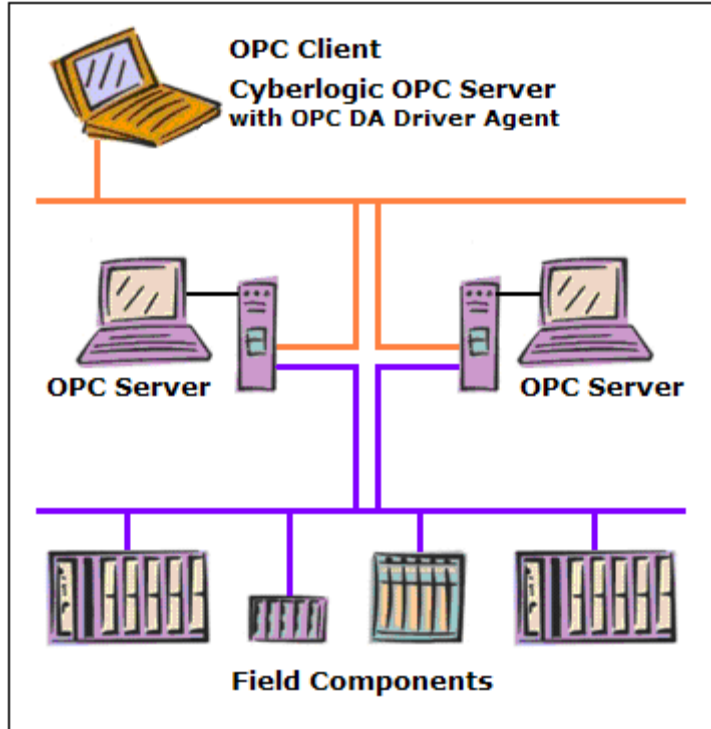 OPC Client
Cyberlogic OPC Server
with OPC DA Driver Agent
OPC Server
OPC Server
Field Components